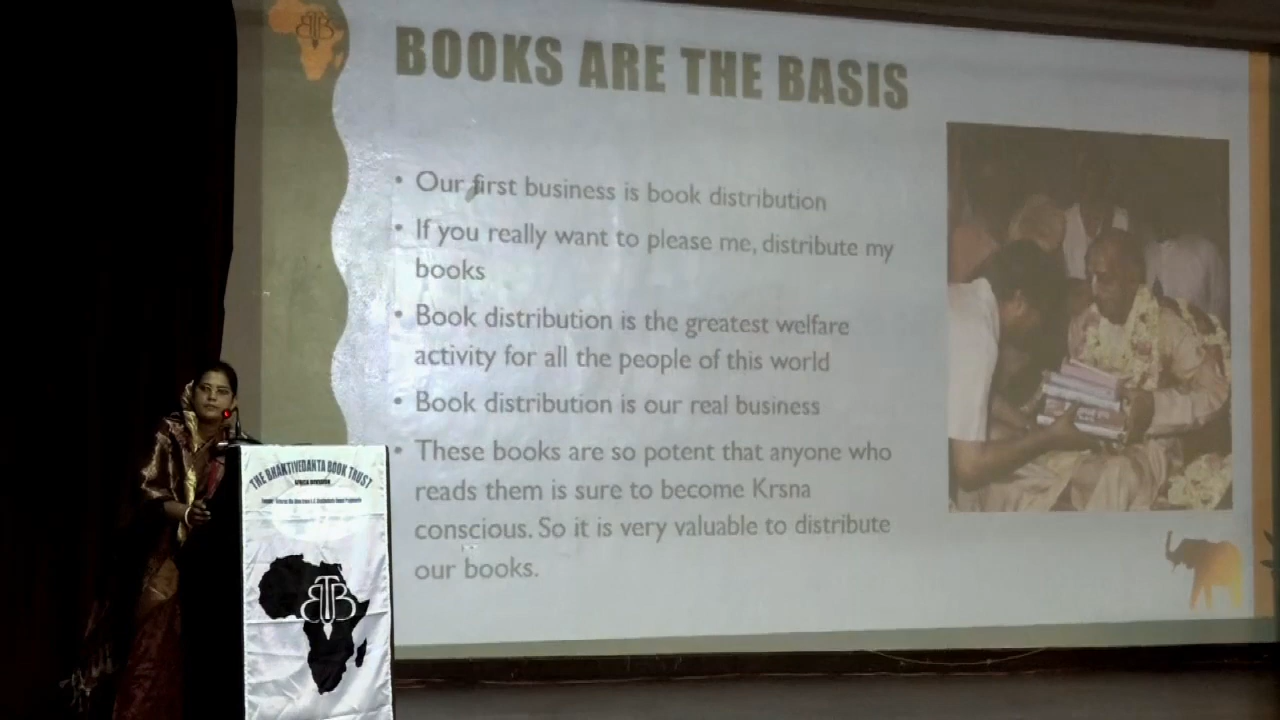 BOOKS ARE THE BASIS
• Our first business is book distribution
• If you really want to please me, distribute my
books
• Book distribution is the greatest welfare
activity for all the people of this world
• Book distribution is our real business
• These books are so potent that anyone who
reads them is sure to become Krsna
conscious. So it is very valuable to distribute
our books.
THE BHAKTIVEDANTA BOOK TRUST
AFRICA DIVISION
BTB